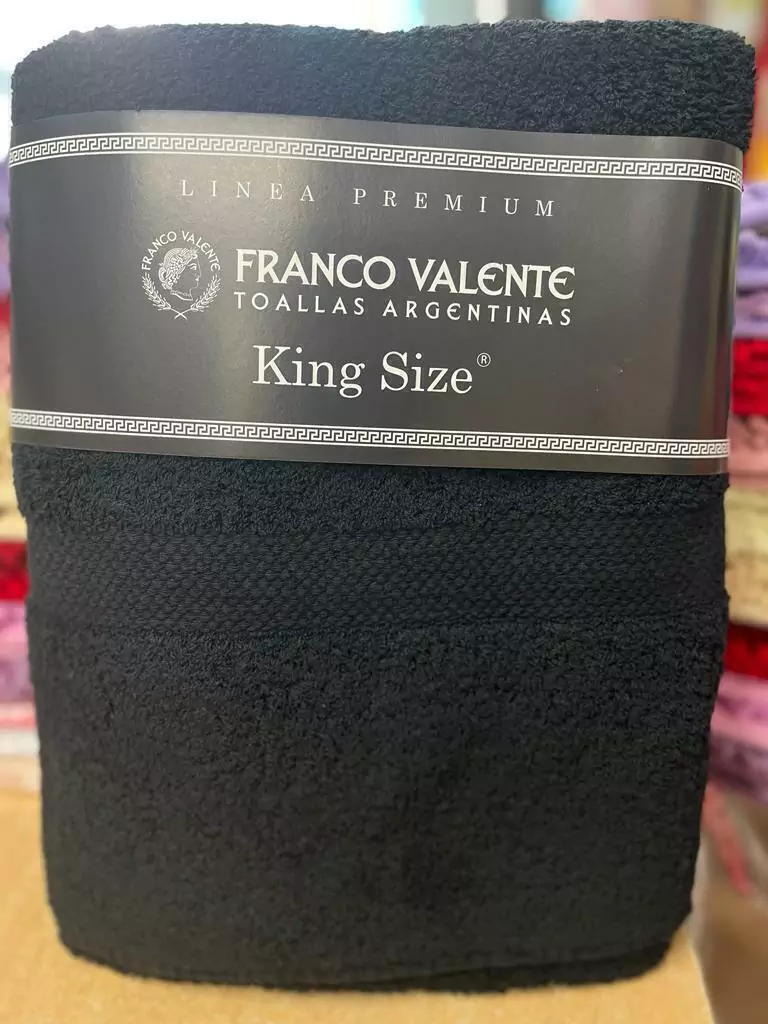 LINEA PREMIUM
FRANCO VALENTE
FRANCO VALENTE
TOALLAS ARGENTINAS
King Size®